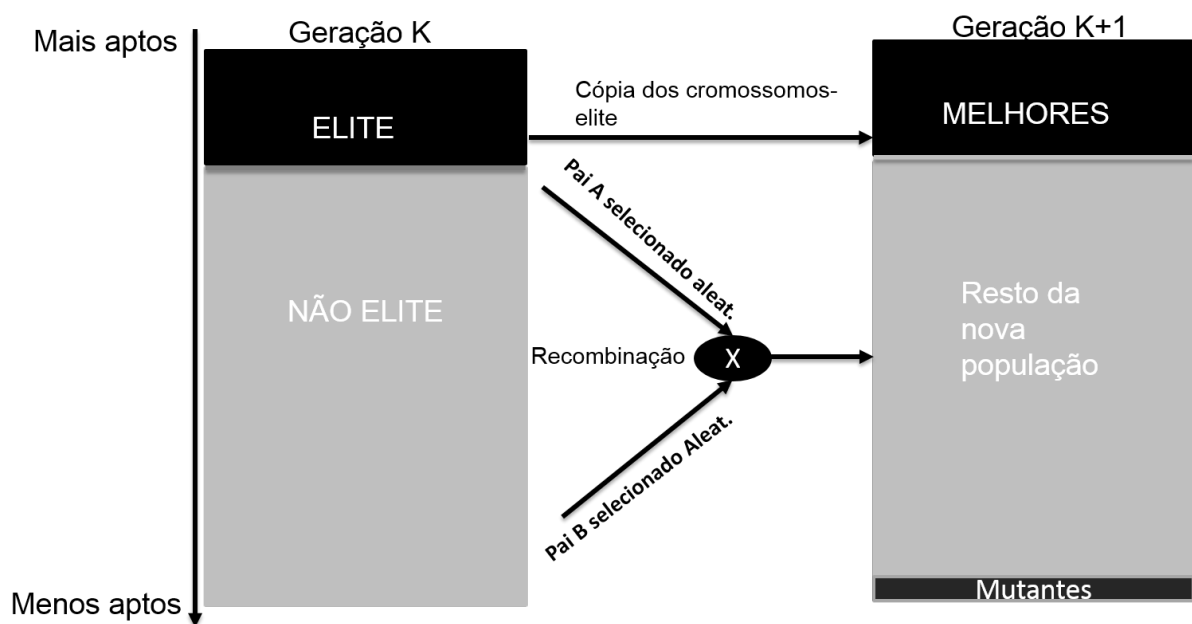 Mais aptos
Geração K
Geração K+1
ELITE
Cópia dos cromossomos-
elite
MELHORES
Pai A selecionado aleat.
NÃO ELITE
Recombinação
X
Resto da
nova
população
Pai B selecionado Aleat.
Menos aptos
Mutantes